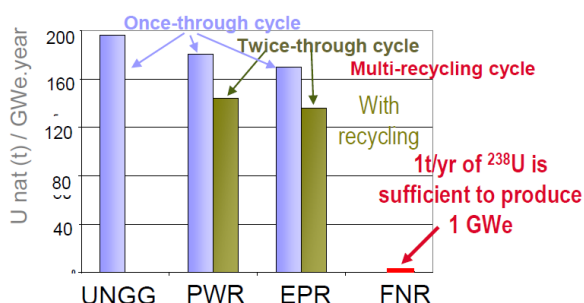 U nat (t) / GWe.year
200
160
120
80
40
Once-through cycle
Twice-through cycle
Multi-recycling cycle
With
recycling
1t/yr of ²³⁸U is
sufficient to produce
1 GWe
UNGG PWR EPR FNR